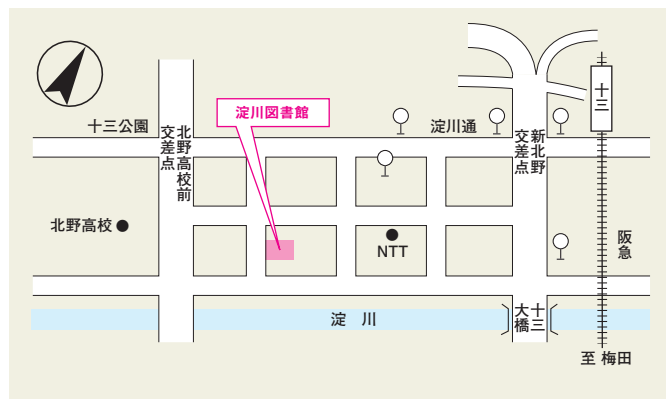 十三
淀川図書館
十三公園
淀川通
北野高校前
交差点
新北野
交差点
北野高校
NTT
阪急
淀 川
十三
大橋
至 梅田